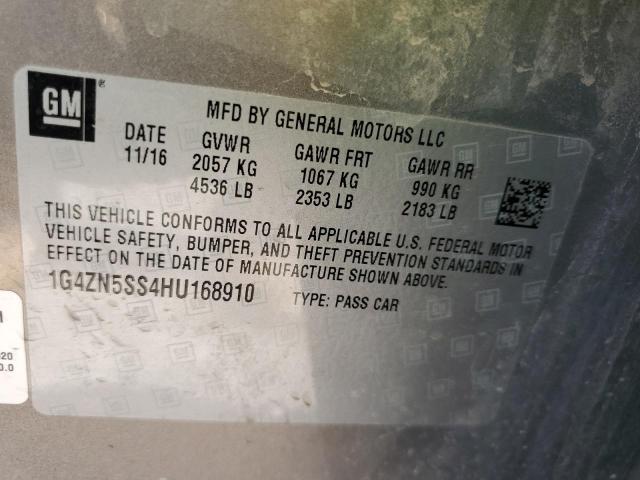 GM
MFD BY GENERAL MOTORS LLC
DATE GVWR GAWR FRT GAWR RR
11/16 2057 KG 1067 KG 990 KG
4536 LB 2353 LB 2183 LB
THIS VEHICLE CONFORMS TO ALL APPLICABLE U.S. FEDERAL MOTOR
VEHICLE SAFETY, BUMPER, AND THEFT PREVENTION STANDARDS IN
EFFECT ON THE DATE OF MANUFACTURE SHOWN ABOVE.
1G4ZN5SS4HU168910 TYPE: PASS CAR